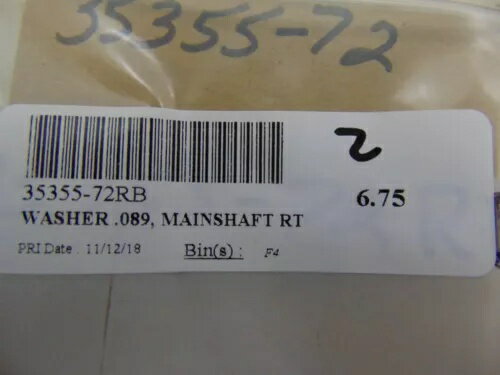 35355-72
2
35355-72RB 6.75
WASHER .089, MAINSHAFT RT
PRI Date . 11/12/18 Bin(s) : F4